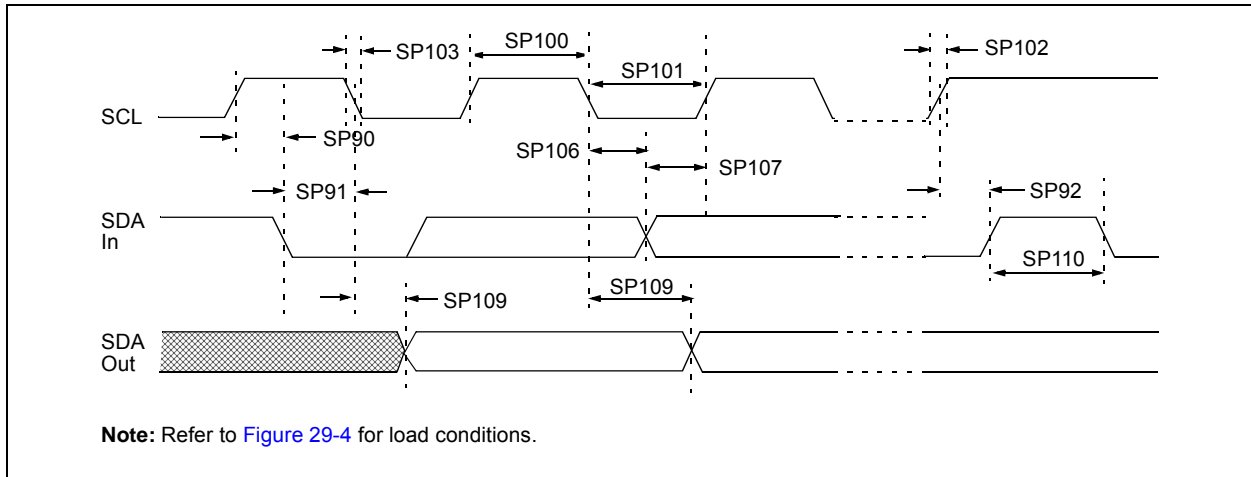 SP103
SP100
SP102
SP101
SCL
SP90
SP106
SP107
SP91
SP92
SDA
In
SP110
SP109
SP109
SDA
Out
Note: Refer to Figure 29-4 for load conditions.